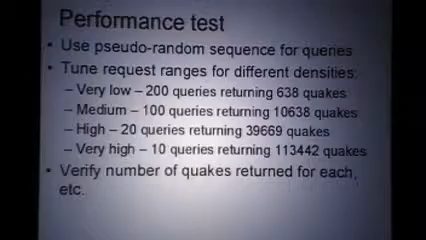 Performance test
• Use pseudo-random sequence for queries
• Tune request ranges for different densities:
– Very low – 200 queries returning 638 quakes
– Medium – 100 queries returning 10638 quakes
– High – 20 queries returning 39669 quakes
– Very high – 10 queries returning 113442 quakes
• Verify number of quakes returned for each,
etc.